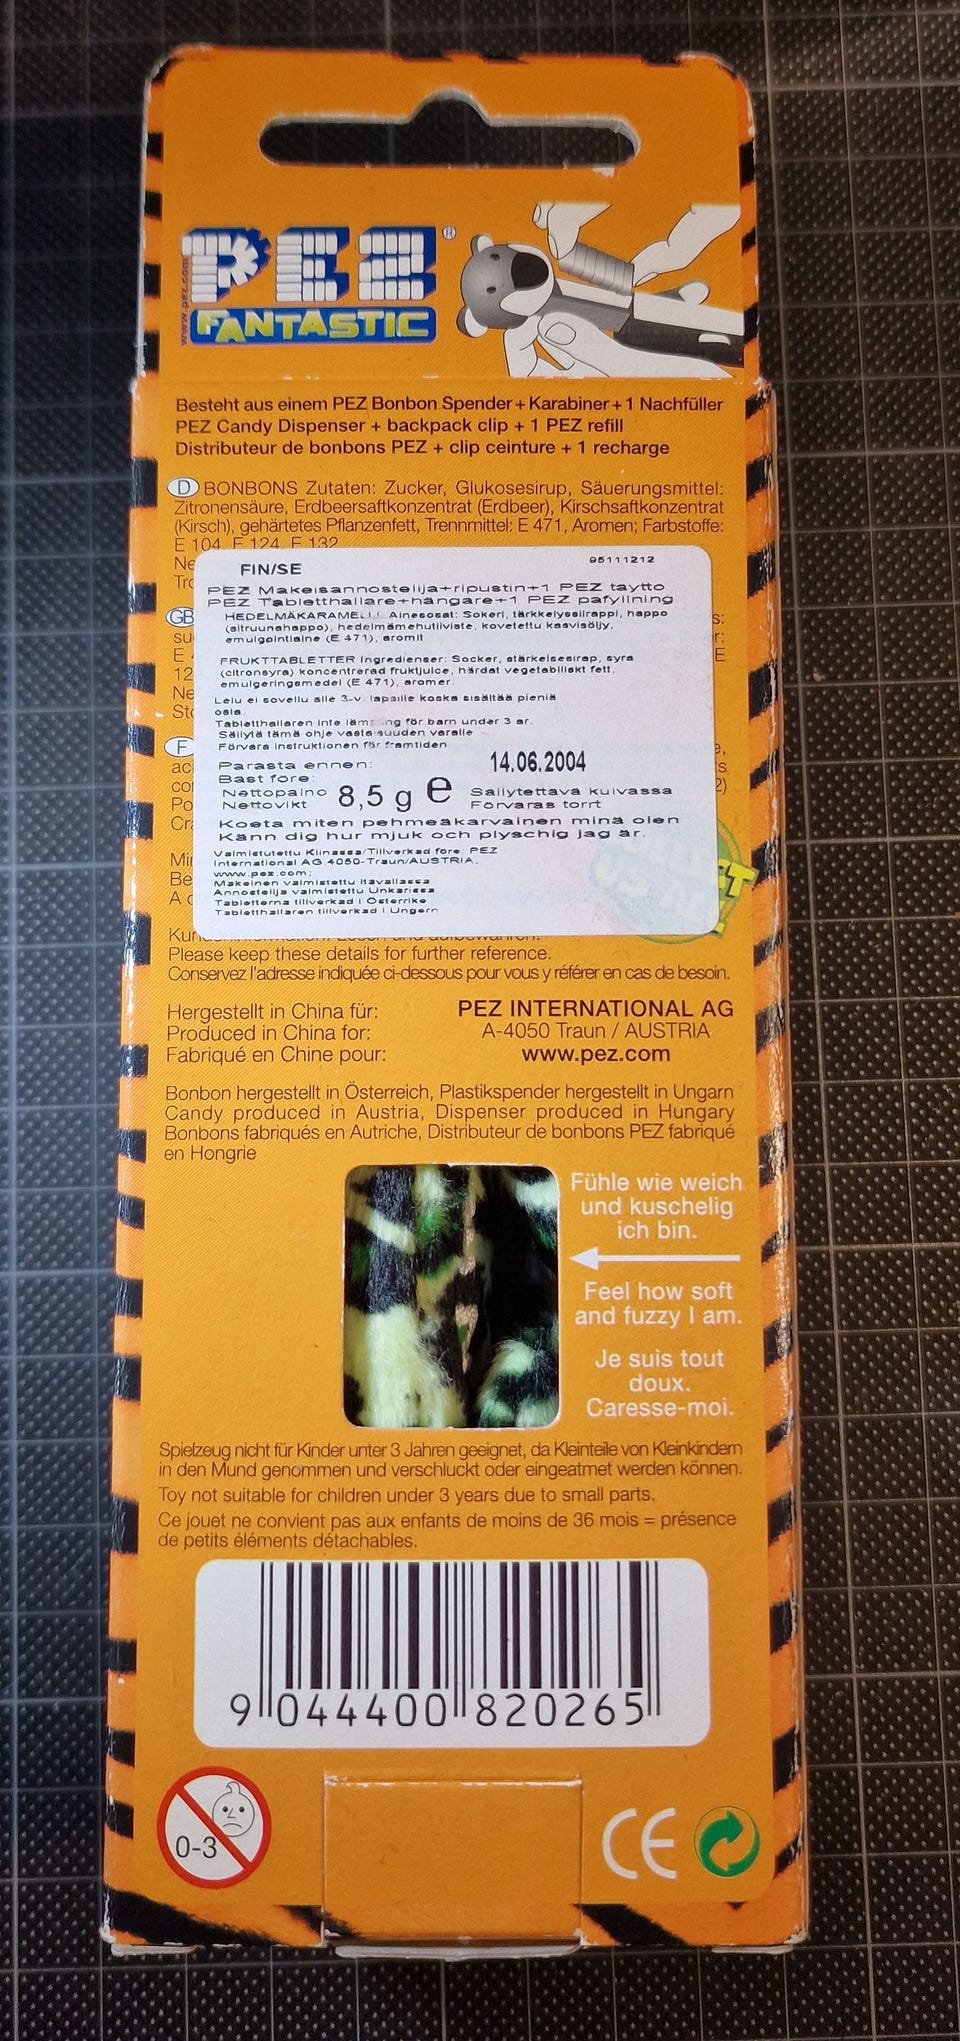 PEZ®
www.pez.com
FANTASTIC
Besteht aus einem PEZ Bonbon Spender + Karabiner + 1 Nachfüller
PEZ Candy Dispenser + backpack clip + 1 PEZ refill
Distributeur de bonbons PEZ + clip ceinture + 1 recharge
D BONBONS Zutaten: Zucker, Glukosesirup, Säuerungsmittel:
Zitronensäure, Erdbeersaftkonzentrat (Erdbeer), Kirschsaftkonzentrat
(Kirsch), gehärtetes Pflanzenfett, Trennmittel: E 471, Aromen; Farbstoffe:
E 104, E 124, E 132
GB
F
FIN/SE 95111212
PEZ Makeisannostelija+ripustin+1 PEZ täyttö
PEZ Tabletthållare+hängare+1 PEZ påfyllning
HEDELMÄKARAMELLI Ainesosat: Sokeri, tärkkelyssiirappi, happo
(sitruunahappo), hedelmämehutiiviste, kovetettu kasvisöljy,
emulgointiaine (E 471), aromit
FRUKTTABLETTER Ingredienser: Socker, stärkelsesirap, syra
(citronsyra) koncentrerad fruktjuice, härdat vegetabiliskt fett,
emulgeringsmedel (E 471), aromer.
Lelu ei sovellu alle 3-v. lapsille koska sisältää pieniä
osia.
Tabletthållaren inte lämpling för barn under 3 år.
Säilytä tämä ohje vastaisuuden varalle
Förvara instruktionen för framtiden
Parasta ennen: 14.06.2004
Bäst före:
Nettopaino 8,5 g e Säilytettävä kuivassa
Nettovikt Förvaras torrt
Koeta miten pehmeäkarvainen minä olen
Känn dig hur mjuk och plyschig jag är.
Valmistutettu Kiinassa/Tillverkad före: PEZ
International AG.4050-Traun/AUSTRIA.
www.pez.com;
Makeinen valmistettu Itävallassa
Annostelija valmistettu Unkarissa
Tabletterna tillverkad i Österrike
Tabletthållaren tillverkad i Ungern
Please keep these details for further reference.
Conservez l'adresse indiquée ci-dessous pour vous y référer en cas de besoin.
Hergestellt in China für: PEZ INTERNATIONAL AG
Produced in China for: A-4050 Traun / AUSTRIA
Fabriqué en Chine pour: www.pez.com
Bonbon hergestellt in Österreich, Plastikspender hergestellt in Ungarn
Candy produced in Austria, Dispenser produced in Hungary
Bonbons fabriqués en Autriche, Distributeur de bonbons PEZ fabriqué
en Hongrie
Fühle wie weich
und kuschelig
ich bin.
Feel how soft
and fuzzy I am.
Je suis tout
doux.
Caresse-moi.
Spielzeug nicht für Kinder unter 3 Jahren geeignet, da Kleinteile von Kleinkindern
in den Mund genommen und verschluckt oder eingeatmet werden können.
Toy not suitable for children under 3 years due to small parts.
Ce jouet ne convient pas aux enfants de moins de 36 mois = présence
de petits éléments détachables.
9 044400 820265
0-3
CE